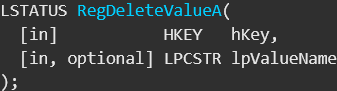 LSTATUS RegDeleteValueA(
  [in]           HKEY   hKey,
  [in, optional] LPCSTR lpValueName
);